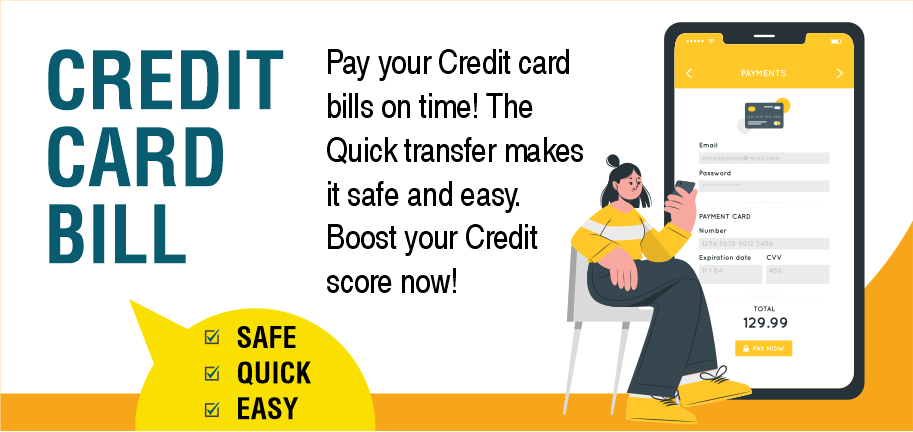 CREDIT
CARD
BILL
Pay your Credit card
bills on time! The
Quick transfer makes
it safe and easy.
Boost your Credit
score now!
SAFE
QUICK
EASY
PAYMENTS
Email
emailadress@mail.com
Password
**************
PAYMENT CARD
Number
1234 5678 9012 3456
Expiration date CVV
11 / 04 456
TOTAL
129.99
PAY NOW